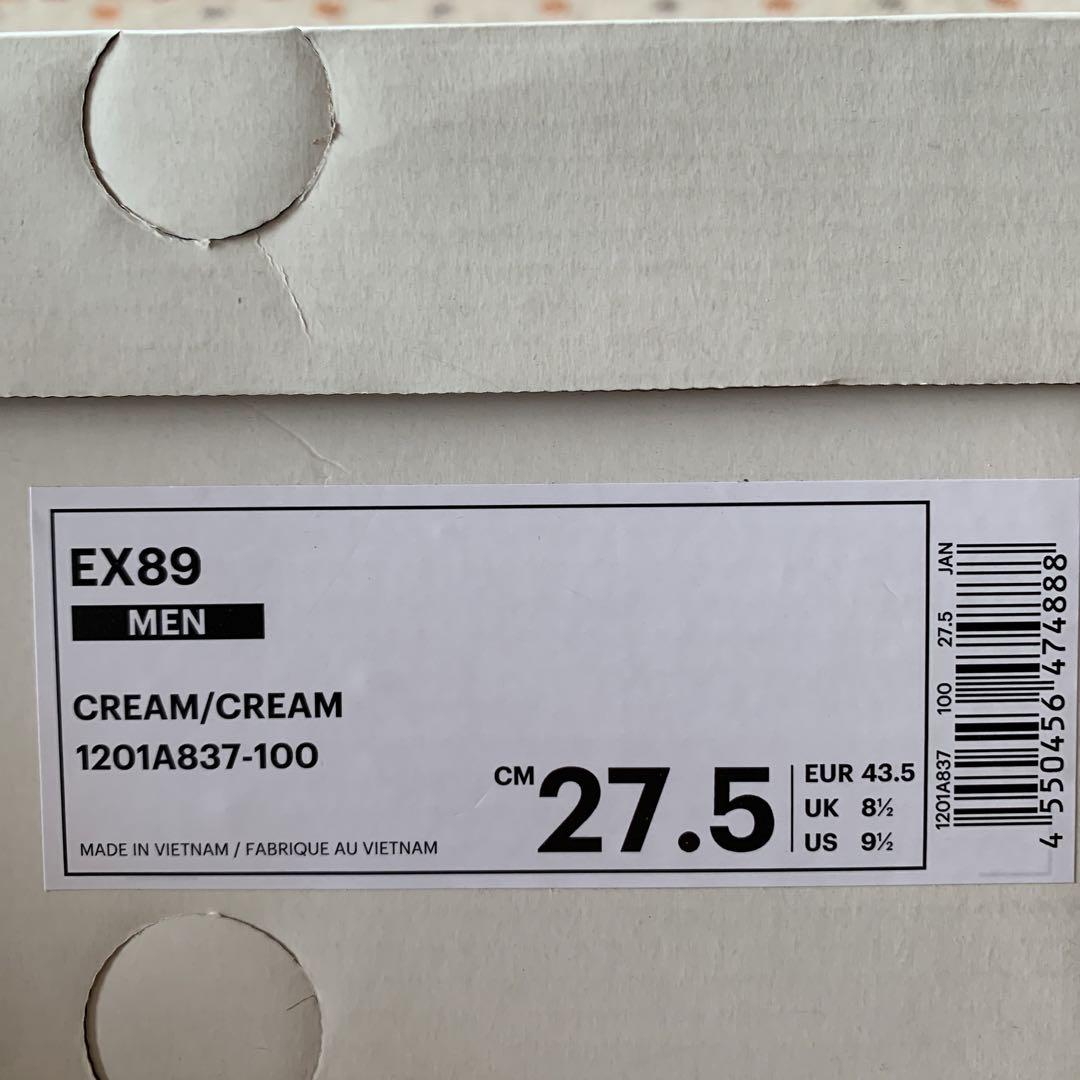 EX89
MEN
CREAM/CREAM
1201A837-100
MADE IN VIETNAM / FABRIQUE AU VIETNAM
CM 27.5
EUR 43.5
UK 8½
US 9½
1201A837 100 27.5 JAN
4 550456 474888